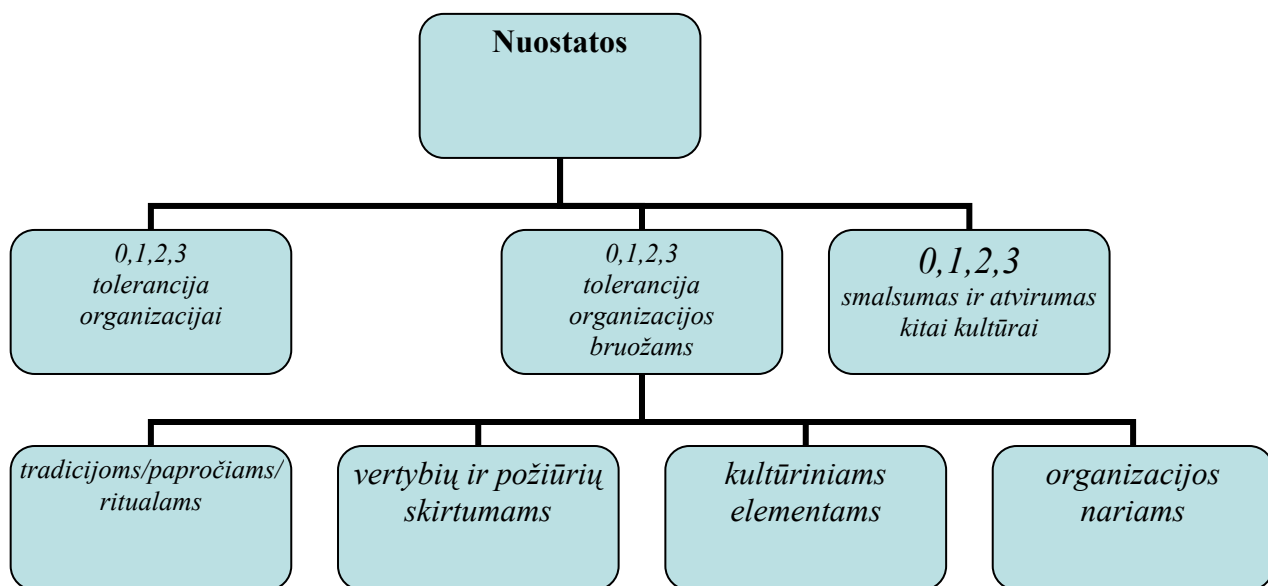 Nuostatos
0,1,2,3
tolerancija
organizacijai
0,1,2,3
tolerancija
organizacijos
bruožams
0,1,2,3
smalsumas ir atvirumas
kitai kultūrai
tradicijoms/papročiams/
ritualams
vertybių ir požiūrių
skirtumams
kultūriniams
elementams
organizacijos
nariams